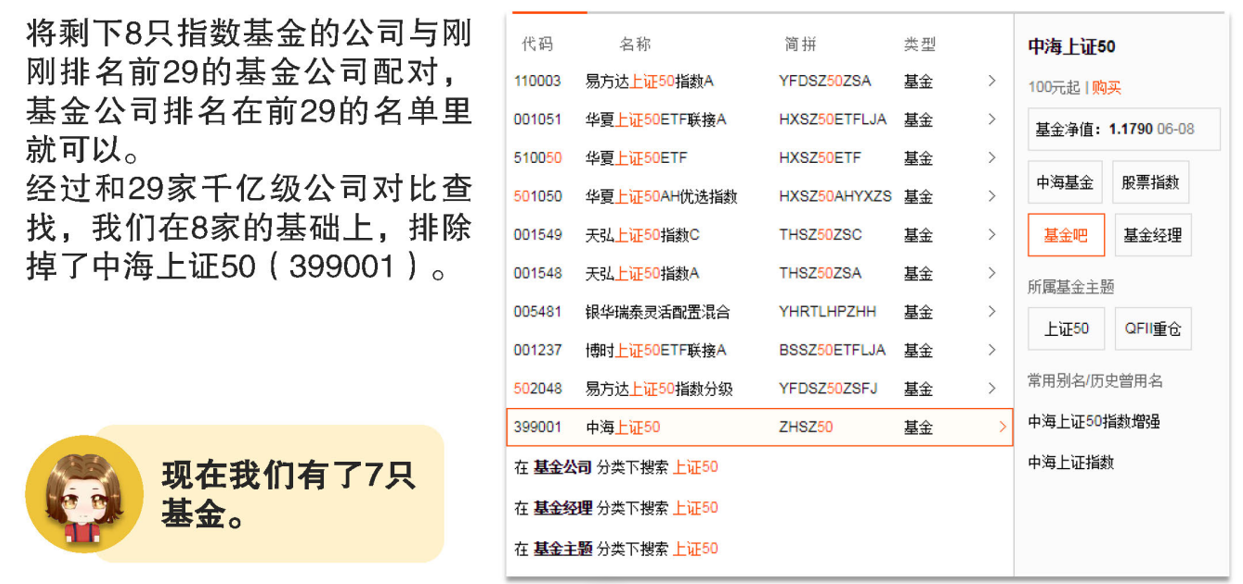 将剩下8只指数基金的公司与刚
刚排名前29的基金公司配对，
基金公司排名在前29的名单里
就可以。
经过和29家千亿级公司对比查
找，我们在8家的基础上，排除
掉了中海上证50（399001）。
现在我们有了7只
基金。
代码 名称 简拼 类型
110003 易方达上证50指数A YFDSZ50ZSA 基金 >
001051 华夏上证50ETF联接A HXSZ50ETFLJA 基金 >
510050 华夏上证50ETF HXSZ50ETF 基金 >
501050 华夏上证50AH优选指数 HXSZ50AHYXZS 基金 >
001549 天弘上证50指数C THSZ50ZSC 基金 >
001548 天弘上证50指数A THSZ50ZSA 基金 >
005481 银华瑞泰灵活配置混合 YHRTLHPZHH 基金 >
001237 博时上证50ETF联接A BSSZ50ETFLJA 基金 >
502048 易方达上证50指数分级 YFDSZ50ZSFJ 基金 >
399001 中海上证50 ZHSZ50 基金 >
在 基金公司 分类下搜索 上证50
在 基金经理 分类下搜索 上证50
在 基金主题 分类下搜索 上证50
中海上证50
100元起 | 购买
基金净值：1.1790 06-08
中海基金 股票指数
基金吧 基金经理
所属基金主题
上证50 QFII重仓
常用别名/历史曾用名
中海上证50指数增强
中海上证指数